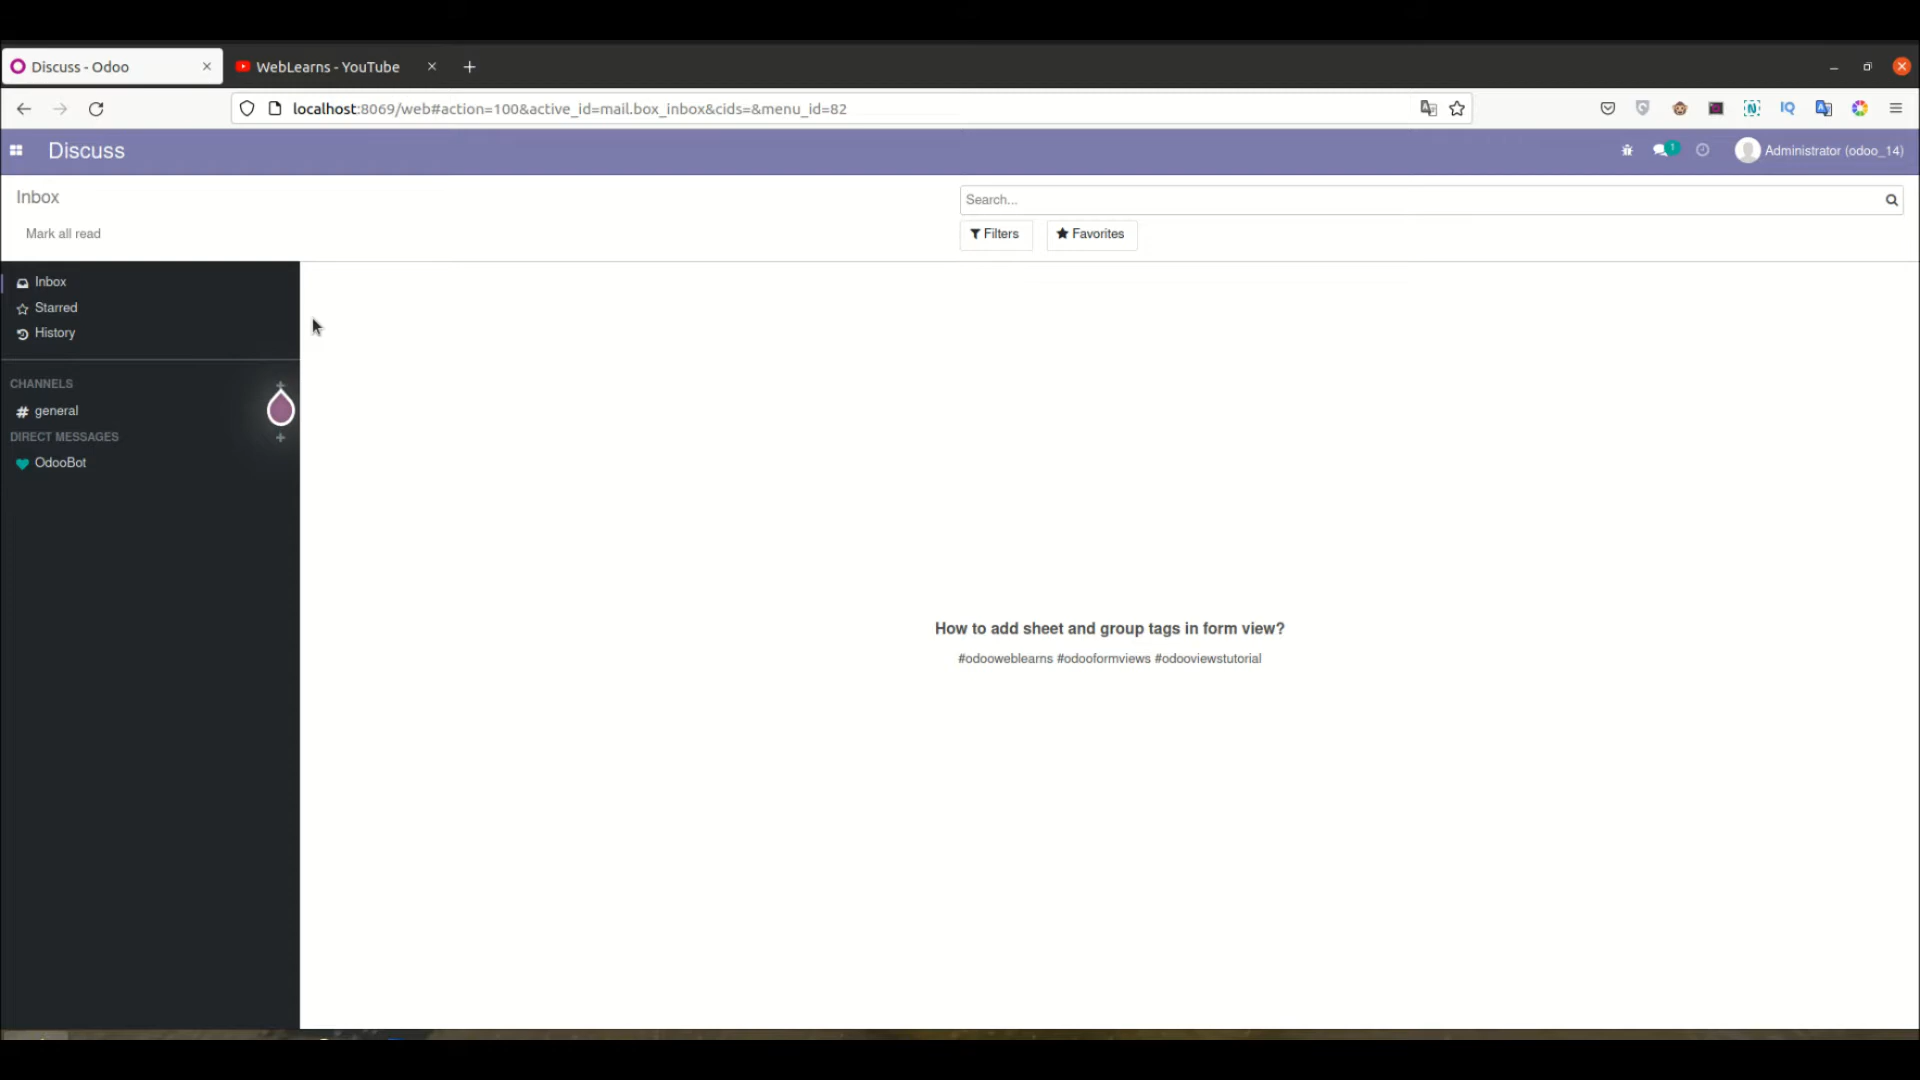 Discuss - Odoo
WebLearns - YouTube
localhost:8069/web#action=100&active_id=mail.box_inbox&cids=&menu_id=82
IQ
Discuss
1
Administrator (odoo_14)
Inbox
Search...
Mark all read
Filters
Favorites
Inbox
Starred
History
CHANNELS
# general
DIRECT MESSAGES
OdooBot
How to add sheet and group tags in form view?
#odooweblearns #odooformviews #odooviewstutorial